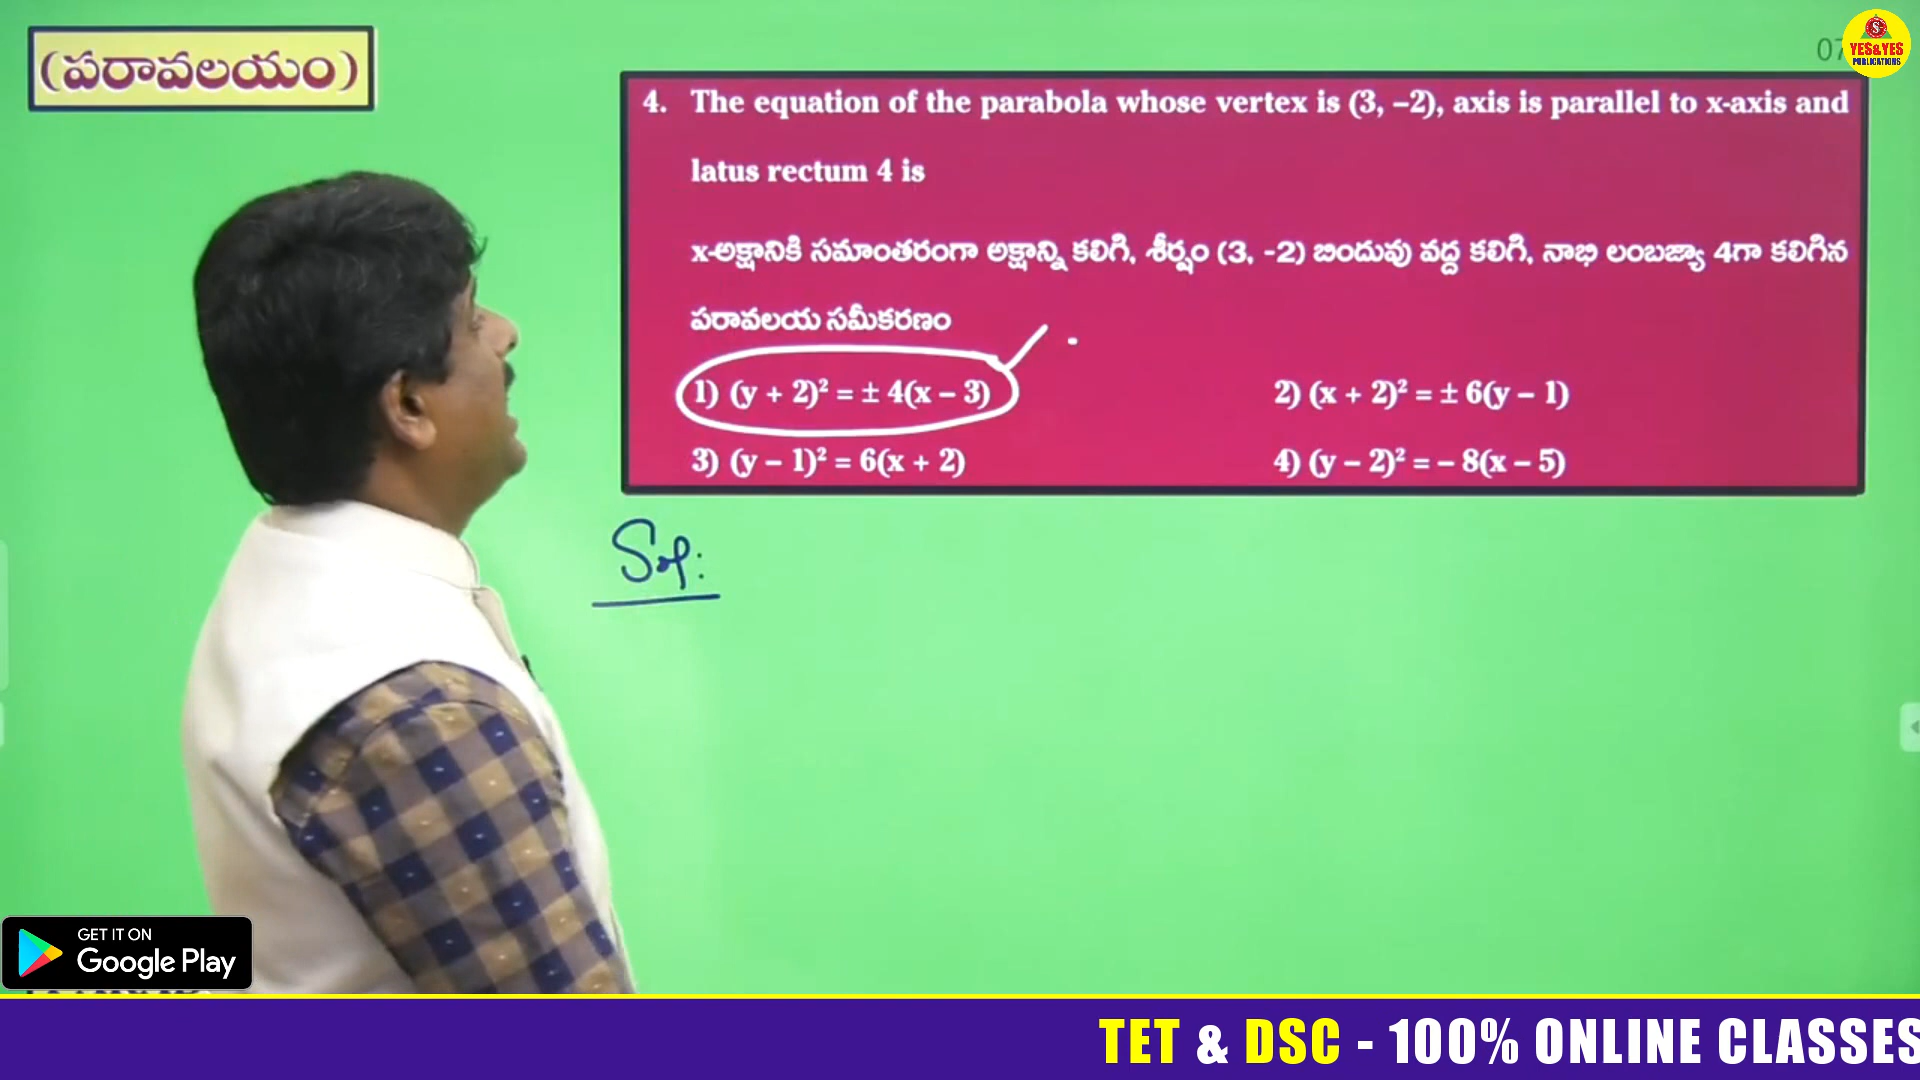 (పరావలయం)
YES&YES
PUBLICATIONS
4. The equation of the parabola whose vertex is (3, –2), axis is parallel to x-axis and
latus rectum 4 is
x-అక్షానికి సమాంతరంగా అక్షాన్ని కలిగి, శీర్షం (3, -2) బిందువు వద్ద కలిగి, నాభి లంబజ్యా 4గా కలిగిన
పరావలయ సమీకరణం
1) (y + 2)² = ± 4(x – 3)
2) (x + 2)² = ± 6(y – 1)
3) (y – 1)² = 6(x + 2)
4) (y – 2)² = – 8(x – 5)
Sol:
GET IT ON
Google Play
TET & DSC - 100% ONLINE CLASSES